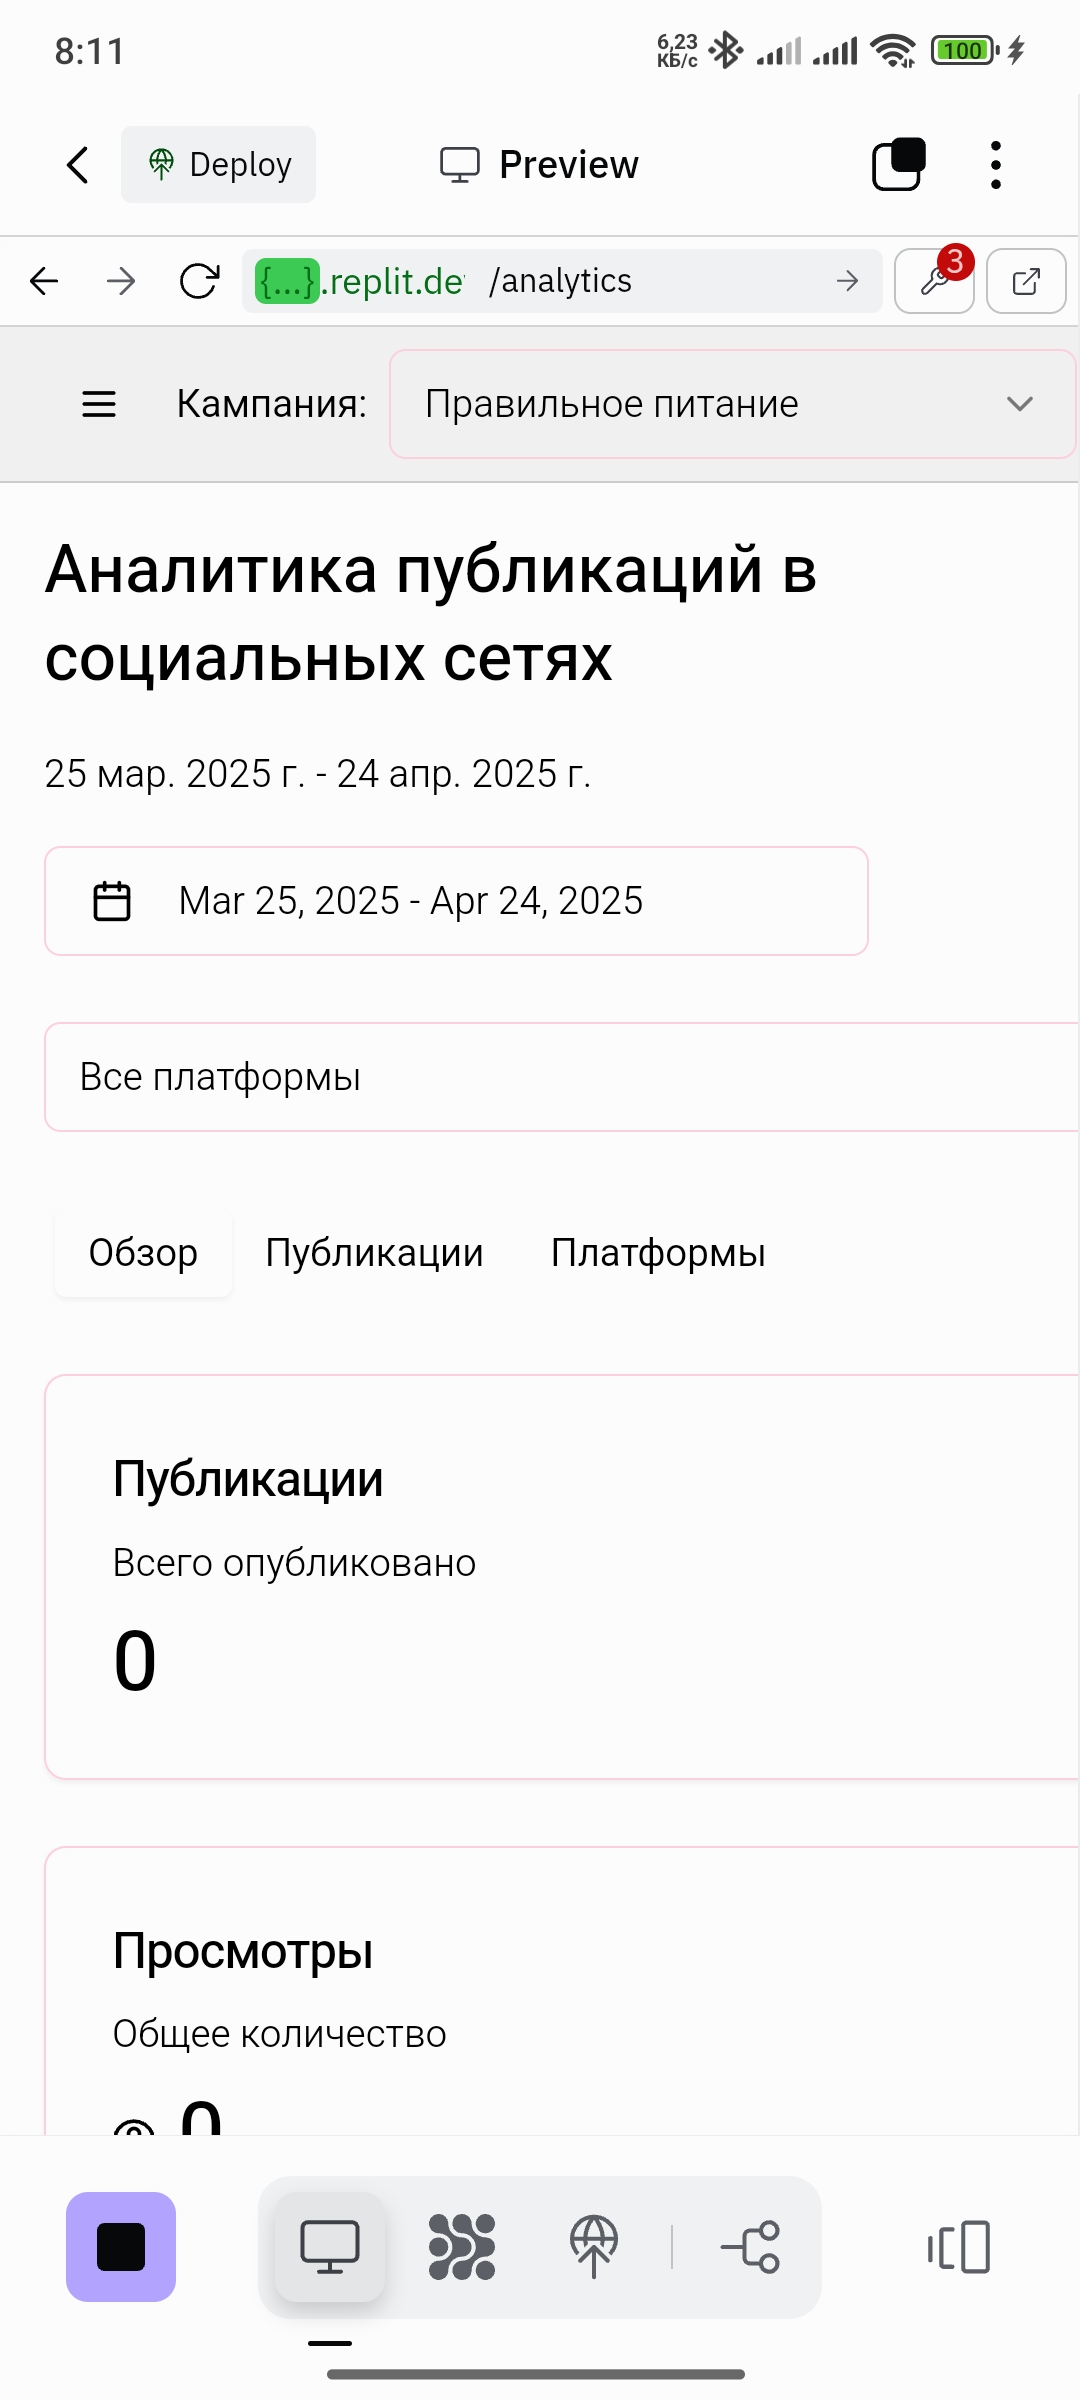 8:11
6,23
КБ/с
100
Deploy
Preview
{...}.replit.de
/analytics
3
Кампания:
Правильное питание
Аналитика публикаций в
социальных сетях
25 мар. 2025 г. - 24 апр. 2025 г.
Mar 25, 2025 - Apr 24, 2025
Все платформы
Обзор
Публикации
Платформы
Публикации
Всего опубликовано
0
Просмотры
Общее количество
0